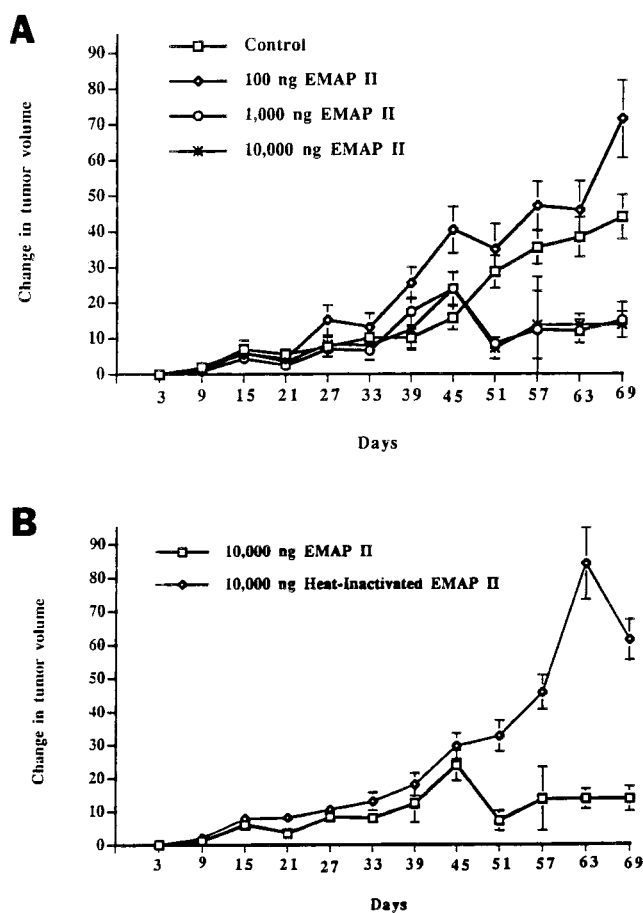 A
Control
100 ng EMAP II
1,000 ng EMAP II
10,000 ng EMAP II
90
80
70
60
50
40
30
20
10
0
Change in tumor volume
3 9 15 21 27 33 39 45 51 57 63 69
Days
B
10,000 ng EMAP II
10,000 ng Heat-Inactivated EMAP II
90
80
70
60
50
40
30
20
10
0
Change in tumor volume
3 9 15 21 27 33 39 45 51 57 63 69
Days